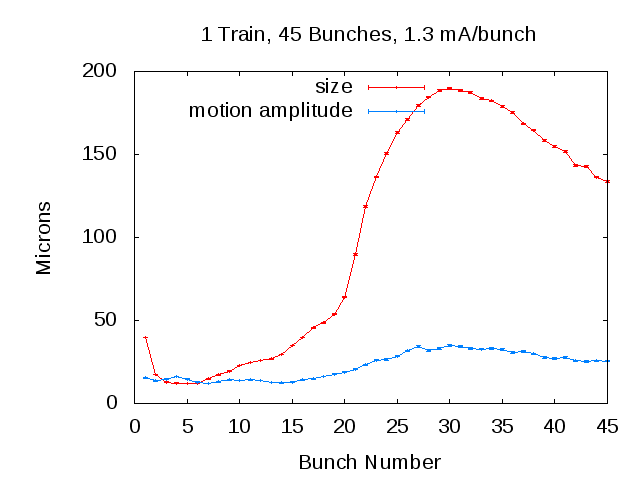 1 Train, 45 Bunches, 1.3 mA/bunch
size
motion amplitude
200
150
100
50
0
Microns
0 5 10 15 20 25 30 35 40 45
Bunch Number